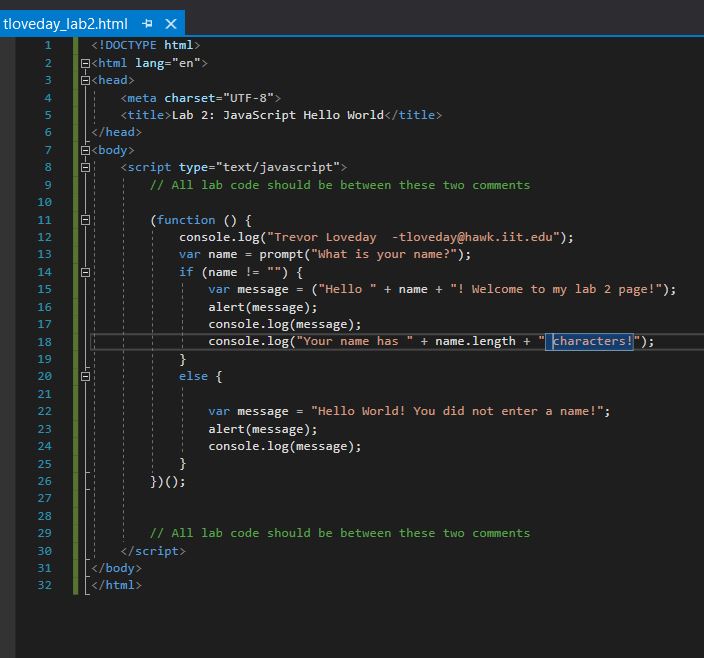 tloveday_lab2.html
1 <!DOCTYPE html>
2 <html lang="en">
3 <head>
4     <meta charset="UTF-8">
5     <title>Lab 2: JavaScript Hello World</title>
6 </head>
7 <body>
8     <script type="text/javascript">
9         // All lab code should be between these two comments
10
11         (function () {
12             console.log("Trevor Loveday  -tloveday@hawk.iit.edu");
13             var name = prompt("What is your name?");
14             if (name != "") {
15                 var message = ("Hello " + name + "! Welcome to my lab 2 page!");
16                 alert(message);
17                 console.log(message);
18                 console.log("Your name has " + name.length + " characters!");
19             }
20             else {
21
22                 var message = "Hello World! You did not enter a name!";
23                 alert(message);
24                 console.log(message);
25             }
26         })();
27
28
29         // All lab code should be between these two comments
30     </script>
31 </body>
32 </html>